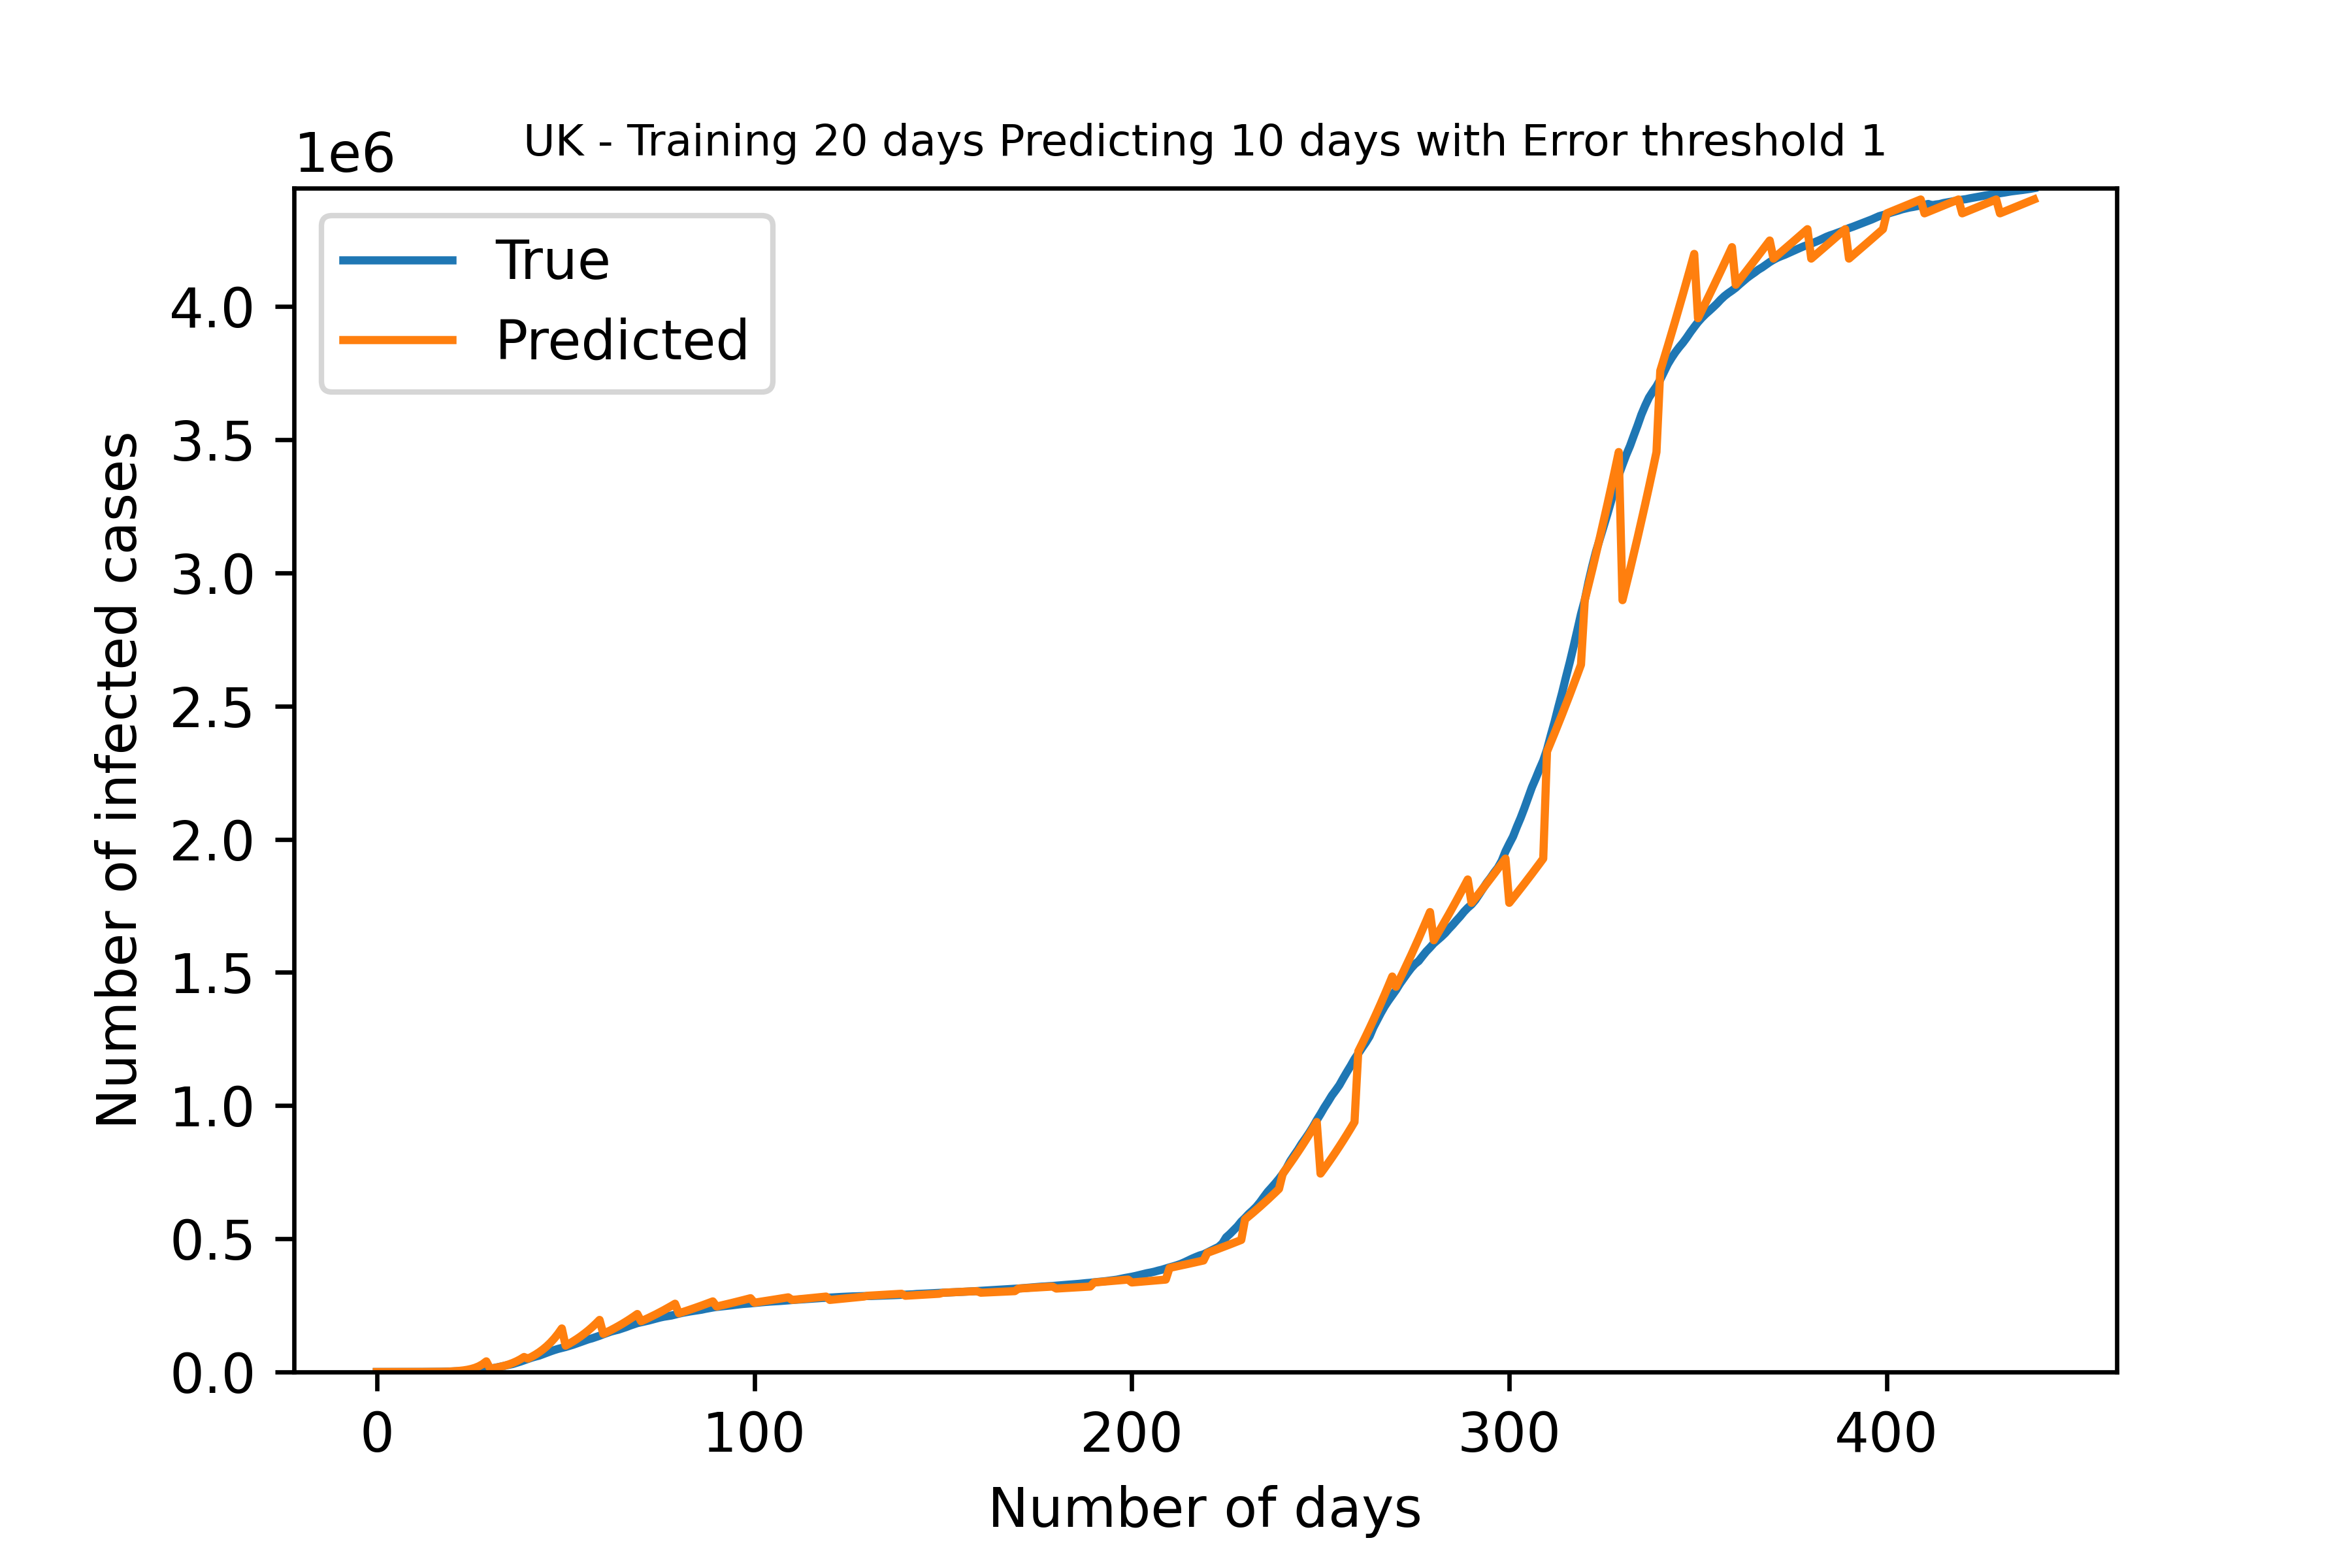 UK - Training 20 days Predicting 10 days with Error threshold 1
1e6
True
Predicted
4.0
3.5
3.0
2.5
2.0
1.5
1.0
0.5
0.0
Number of infected cases
0 100 200 300 400
Number of days